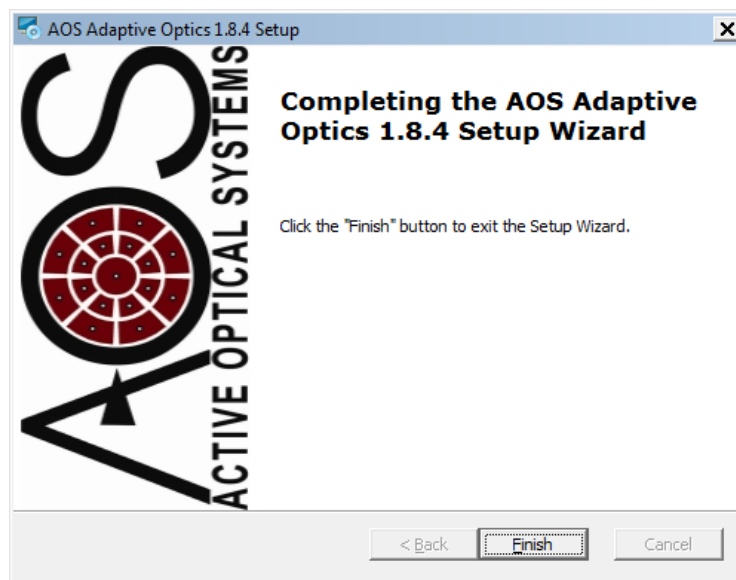 AOS Adaptive Optics 1.8.4 Setup
AOS
ACTIVE OPTICAL SYSTEMS
Completing the AOS Adaptive
Optics 1.8.4 Setup Wizard
Click the "Finish" button to exit the Setup Wizard.
< Back
Finish
Cancel